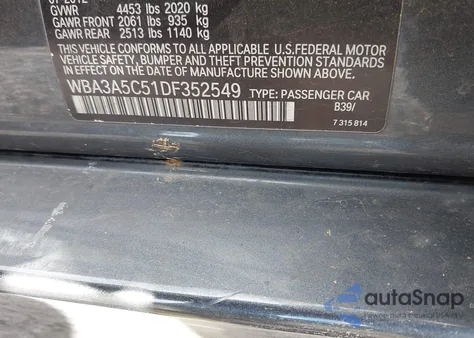 GVWR 4453 lbs 2020 kg
GAWR FRONT 2061 lbs 935 kg
GAWR REAR 2513 lbs 1140 kg
THIS VEHICLE CONFORMS TO ALL APPLICABLE U.S.FEDERAL MOTOR
VEHICLE SAFETY, BUMPER AND THEFT PREVENTION STANDARDS
IN EFFECT ON THE DATE OF MANUFACTURE SHOWN ABOVE.
WBA3A5C51DF352549 TYPE: PASSENGER CAR
B39/
7 315 814
autoSnap